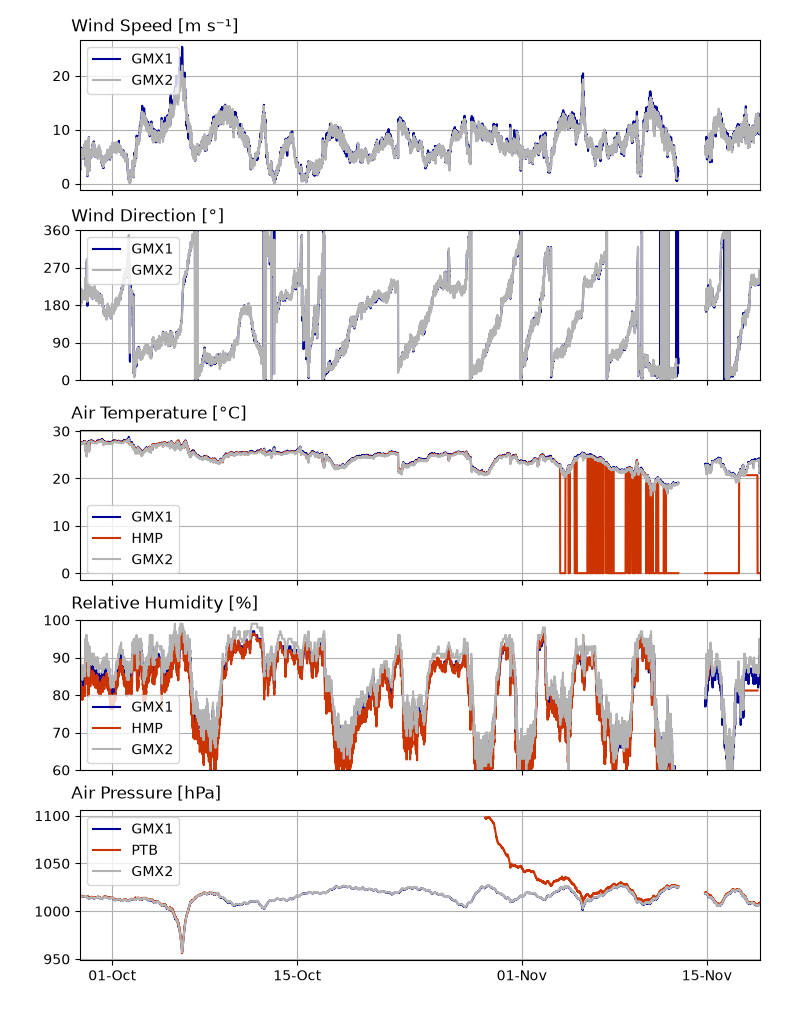 Wind Speed [m s⁻¹]
20
10
0
GMX1
GMX2
Wind Direction [°]
360
270
180
90
0
GMX1
GMX2
Air Temperature [°C]
30
20
10
0
GMX1
HMP
GMX2
Relative Humidity [%]
100
90
80
70
60
GMX1
HMP
GMX2
Air Pressure [hPa]
1100
1050
1000
950
GMX1
PTB
GMX2
01-Oct 15-Oct 01-Nov 15-Nov